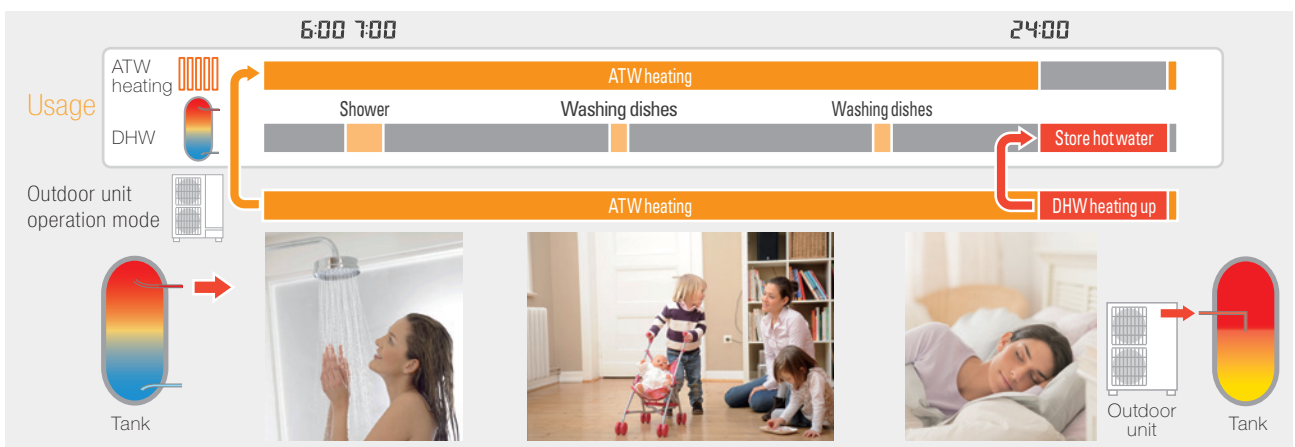 6:00 7:00 24:00
Usage
ATW
heating
ATW heating
Shower Washing dishes Washing dishes
DHW
Store hot water
Outdoor unit
operation mode
ATW heating
DHW heating up
Tank
Outdoor
unit
Tank